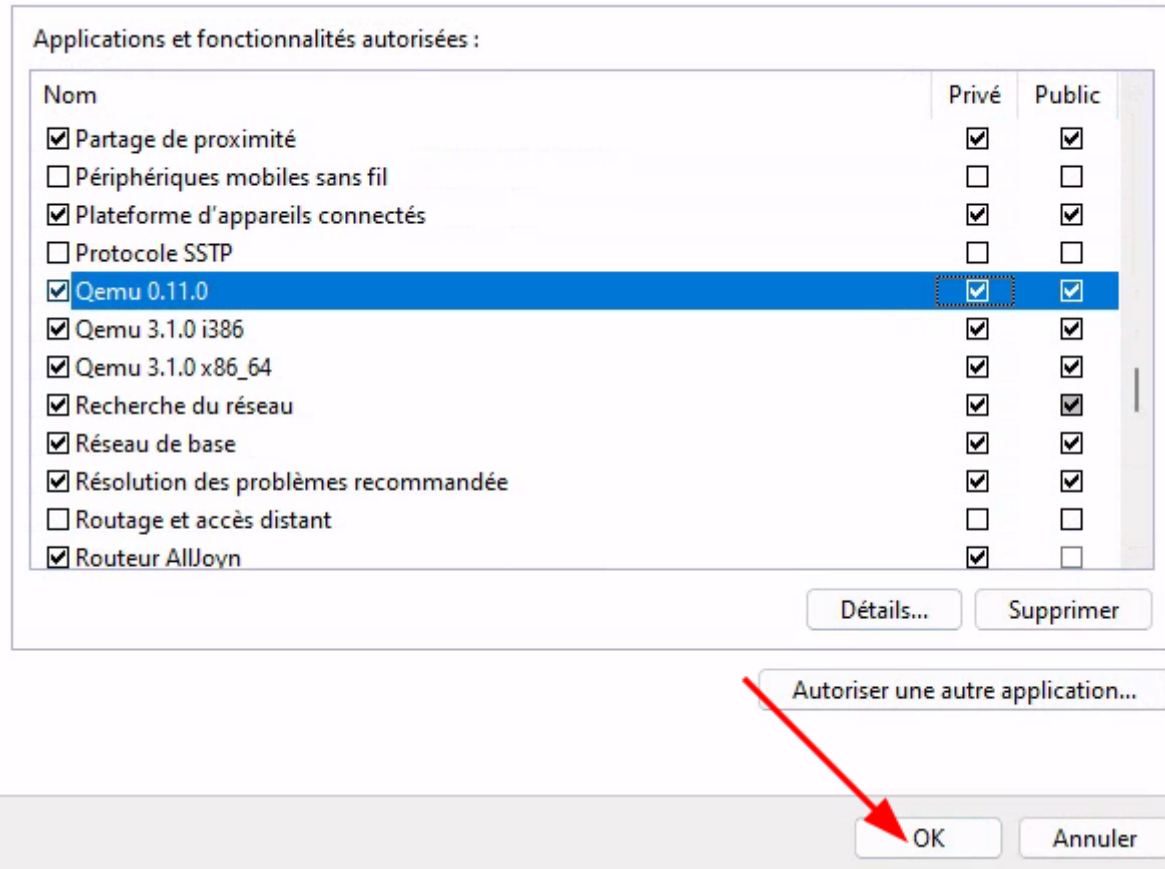 Applications et fonctionnalités autorisées :
Nom Privé Public
Partage de proximité
Périphériques mobiles sans fil
Plateforme d'appareils connectés
Protocole SSTP
Qemu 0.11.0
Qemu 3.1.0 i386
Qemu 3.1.0 x86_64
Recherche du réseau
Réseau de base
Résolution des problèmes recommandée
Routage et accès distant
Routeur AllJoyn
Détails... Supprimer
Autoriser une autre application...
OK Annuler